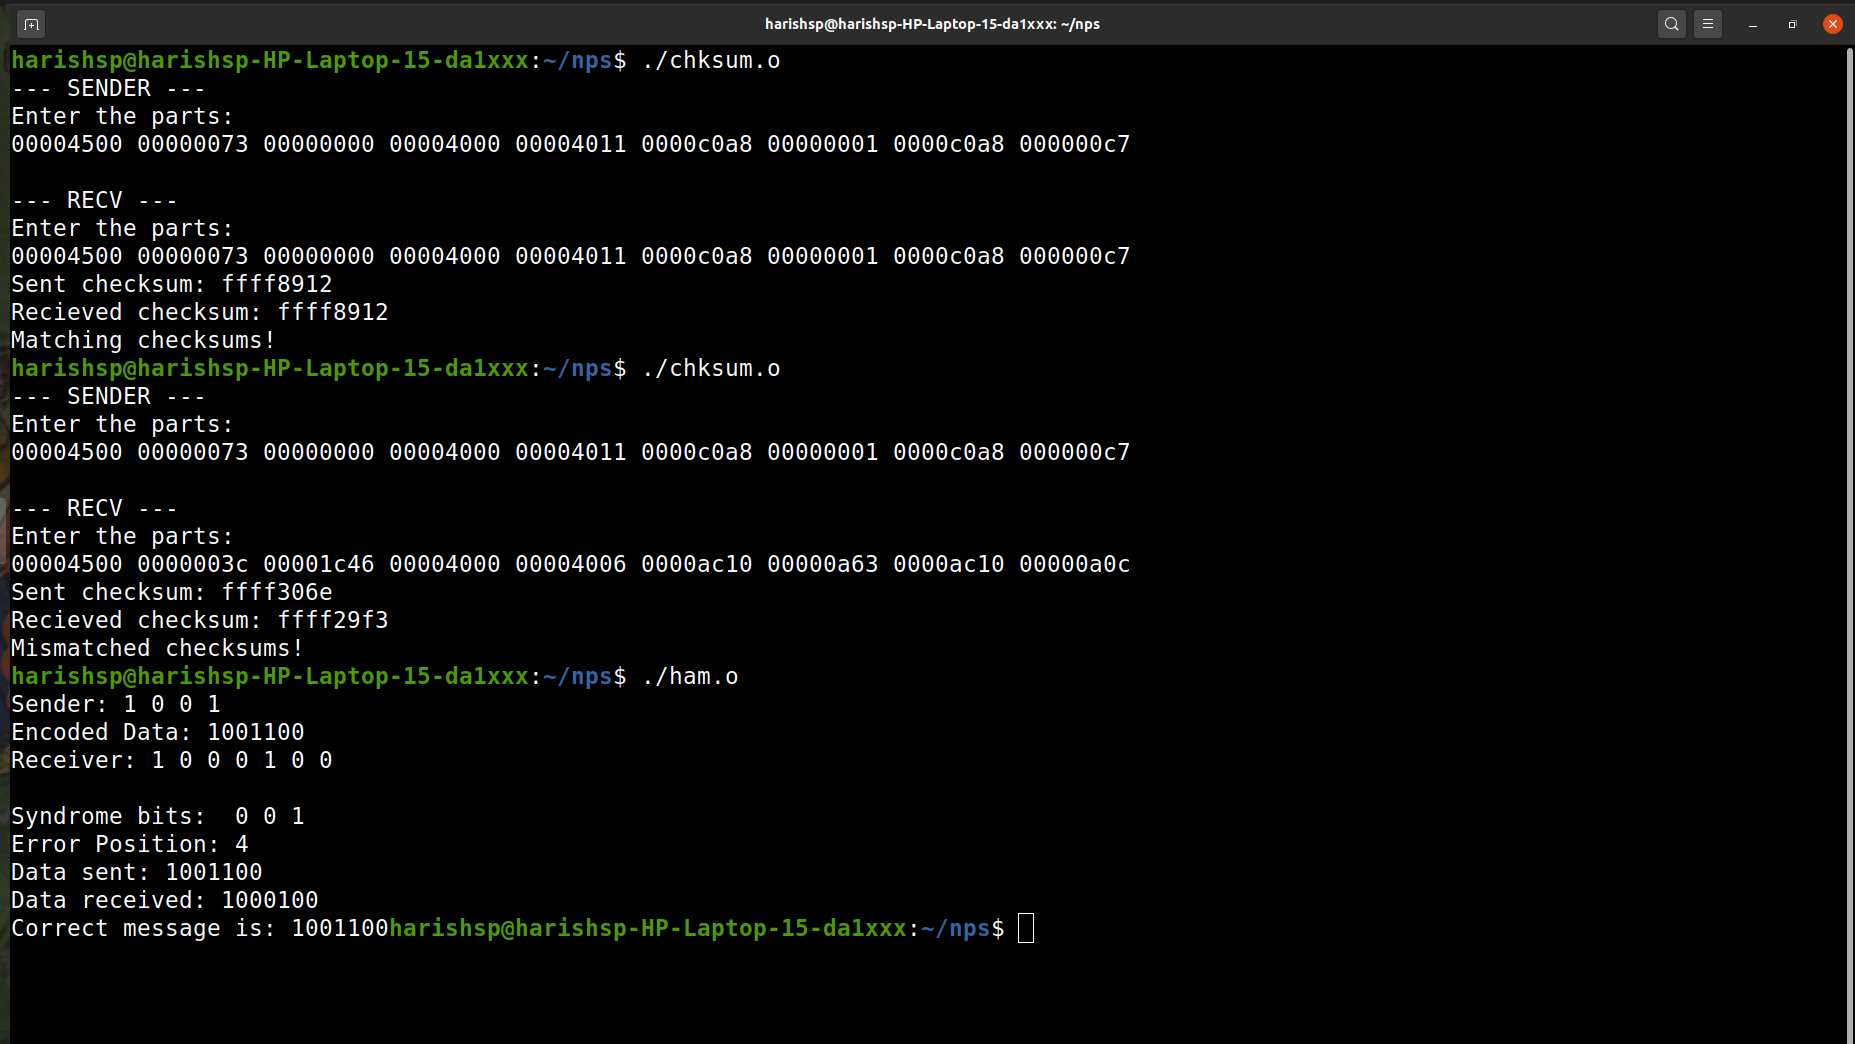 harishsp@harishsp-HP-Laptop-15-da1xxx: ~/nps
harishsp@harishsp-HP-Laptop-15-da1xxx:~/nps$ ./chksum.o
--- SENDER ---
Enter the parts:
00004500 00000073 00000000 00004000 00004011 0000c0a8 00000001 0000c0a8 000000c7
--- RECV ---
Enter the parts:
00004500 00000073 00000000 00004000 00004011 0000c0a8 00000001 0000c0a8 000000c7
Sent checksum: ffff8912
Recieved checksum: ffff8912
Matching checksums!
harishsp@harishsp-HP-Laptop-15-da1xxx:~/nps$ ./chksum.o
--- SENDER ---
Enter the parts:
00004500 00000073 00000000 00004000 00004011 0000c0a8 00000001 0000c0a8 000000c7
--- RECV ---
Enter the parts:
00004500 0000003c 00001c46 00004000 00004006 0000ac10 00000a63 0000ac10 00000a0c
Sent checksum: ffff306e
Recieved checksum: ffff29f3
Mismatched checksums!
harishsp@harishsp-HP-Laptop-15-da1xxx:~/nps$ ./ham.o
Sender: 1 0 0 1
Encoded Data: 1001100
Receiver: 1 0 0 0 1 0 0
Syndrome bits:  0 0 1
Error Position: 4
Data sent: 1001100
Data received: 1000100
Correct message is: 1001100harishsp@harishsp-HP-Laptop-15-da1xxx:~/nps$